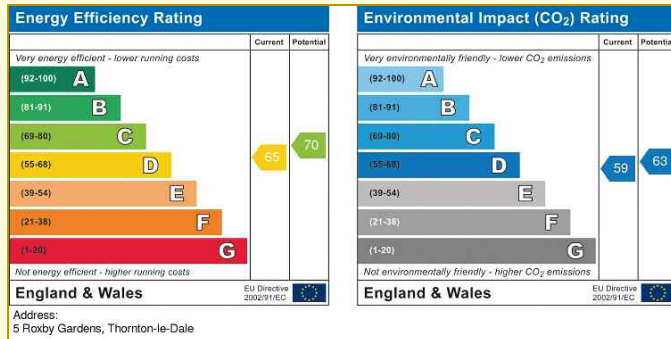 Energy Efficiency Rating
Current Potential
Very energy efficient - lower running costs
(92-100) A
(81-91) B
(69-80) C
(55-68) D
(39-54) E
(21-38) F
(1-20) G
65
70
Not energy efficient - higher running costs
England & Wales
EU Directive
2002/91/EC
Environmental Impact (CO2) Rating
Current Potential
Very environmentally friendly - lower CO2 emissions
(92-100) A
(81-91) B
(69-80) C
(55-68) D
(39-54) E
(21-38) F
(1-20) G
59
63
Not environmentally friendly - higher CO2 emissions
England & Wales
EU Directive
2002/91/EC
Address:
5 Roxby Gardens, Thornton-le-Dale